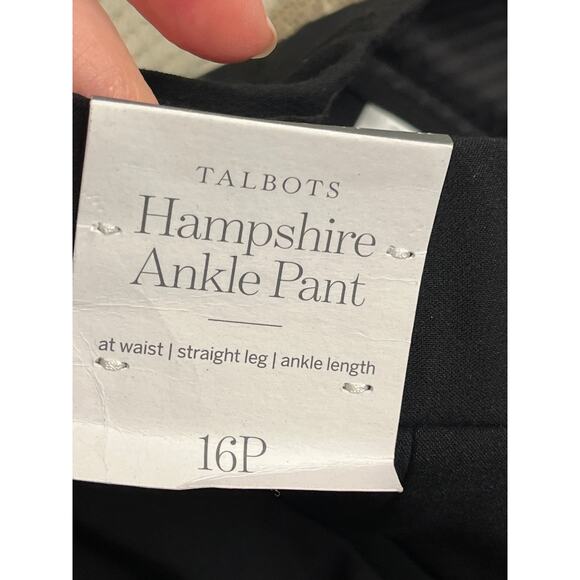 TALBOTS
Hampshire
Ankle Pant
at waist | straight leg | ankle length
16P